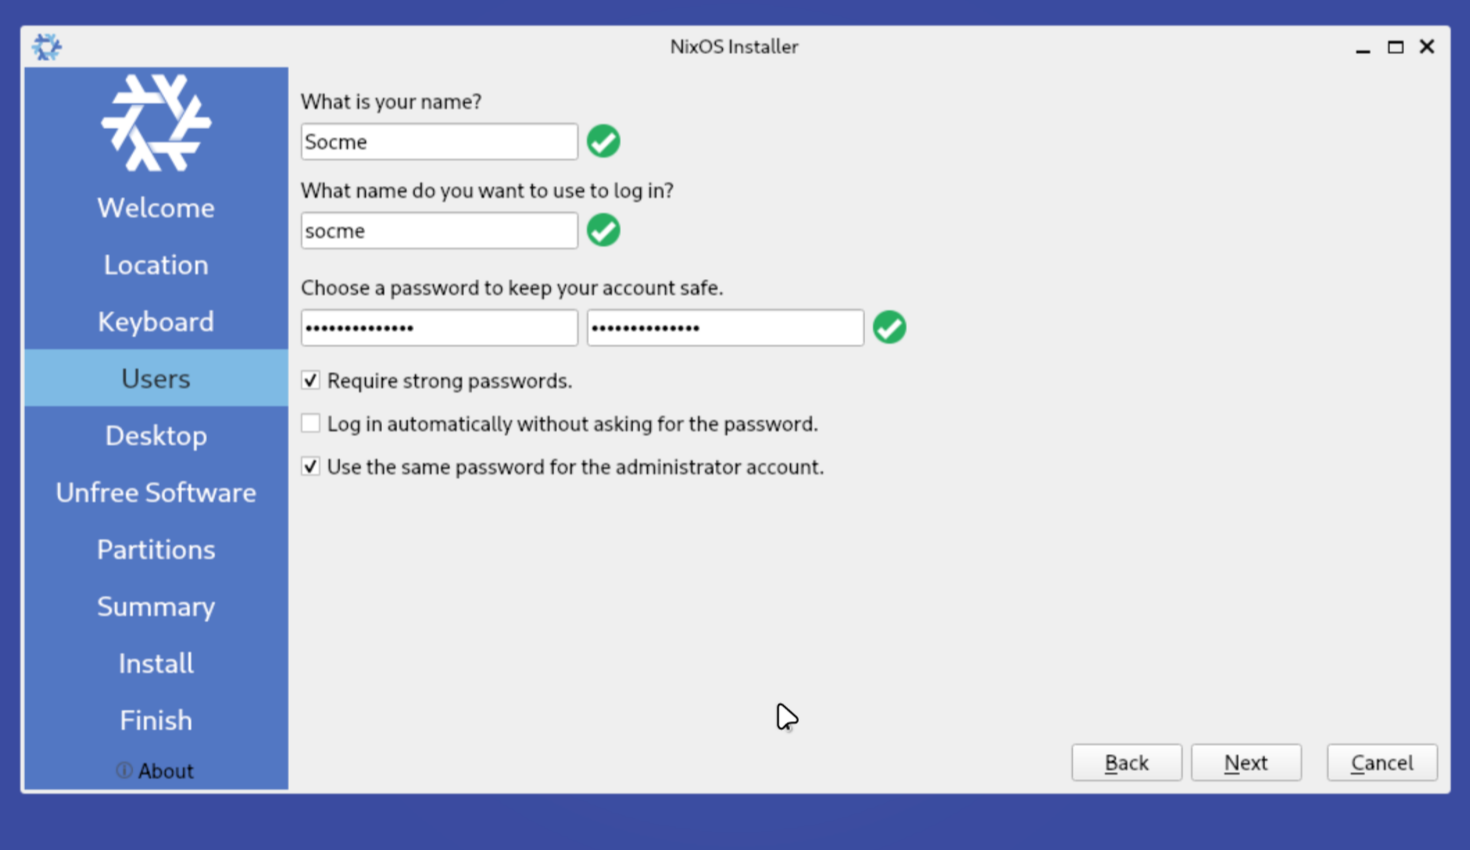 NixOS Installer
Welcome
Location
Keyboard
Users
Desktop
Unfree Software
Partitions
Summary
Install
Finish
About
What is your name?
Socme
What name do you want to use to log in?
socme
Choose a password to keep your account safe.
•••••••••••••• ••••••••••••••
Require strong passwords.
Log in automatically without asking for the password.
Use the same password for the administrator account.
Back Next Cancel